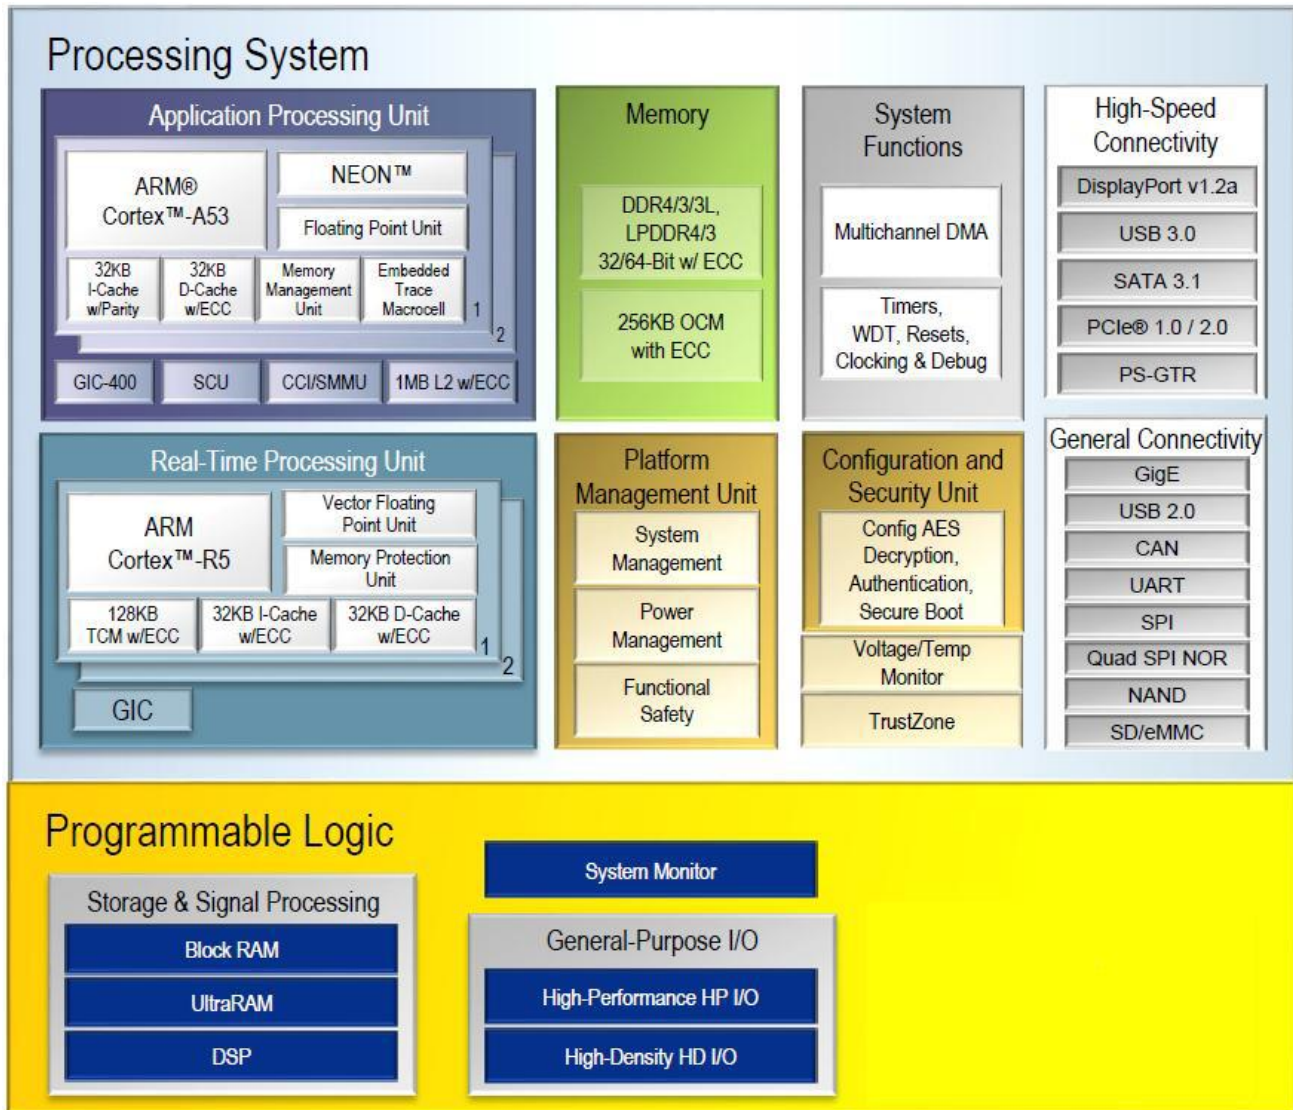 Processing System
Application Processing Unit
ARM®
Cortex™-A53
NEON™
Floating Point Unit
32KB
I-Cache
w/Parity
32KB
D-Cache
w/ECC
Memory
Management
Unit
Embedded
Trace
Macrocell
1
2
GIC-400
SCU
CCI/SMMU
1MB L2 w/ECC
Memory
DDR4/3/3L,
LPDDR4/3
32/64-Bit w/ ECC
256KB OCM
with ECC
System
Functions
Multichannel DMA
Timers,
WDT, Resets,
Clocking & Debug
High-Speed
Connectivity
DisplayPort v1.2a
USB 3.0
SATA 3.1
PCIe® 1.0 / 2.0
PS-GTR
Real-Time Processing Unit
ARM
Cortex™-R5
Vector Floating
Point Unit
Memory Protection
Unit
128KB
TCM w/ECC
32KB I-Cache
w/ECC
32KB D-Cache
w/ECC
1
2
GIC
Platform
Management Unit
System
Management
Power
Management
Functional
Safety
Configuration and
Security Unit
Config AES
Decryption,
Authentication,
Secure Boot
Voltage/Temp
Monitor
TrustZone
General Connectivity
GigE
USB 2.0
CAN
UART
SPI
Quad SPI NOR
NAND
SD/eMMC
Programmable Logic
Storage & Signal Processing
Block RAM
UltraRAM
DSP
System Monitor
General-Purpose I/O
High-Performance HP I/O
High-Density HD I/O